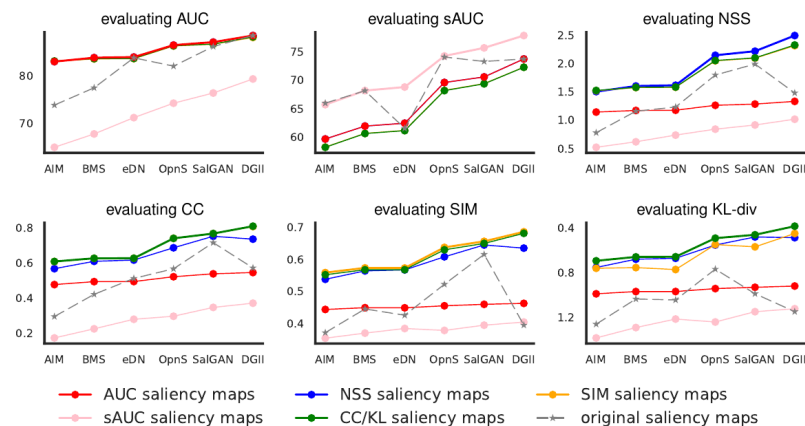 evaluating AUC
80
70
AIM BMS eDN OpnS SalGAN DGII
evaluating sAUC
75
70
65
60
AIM BMS eDN OpnS SalGAN DGII
evaluating NSS
2.5
2.0
1.5
1.0
0.5
AIM BMS eDN OpnS SalGAN DGII
evaluating CC
0.8
0.6
0.4
0.2
AIM BMS eDN OpnS SalGAN DGII
evaluating SIM
0.7
0.6
0.5
0.4
AIM BMS eDN OpnS SalGAN DGII
evaluating KL-div
0.4
0.8
1.2
AIM BMS eDN OpnS SalGAN DGII
AUC saliency maps NSS saliency maps SIM saliency maps
sAUC saliency maps CC/KL saliency maps original saliency maps